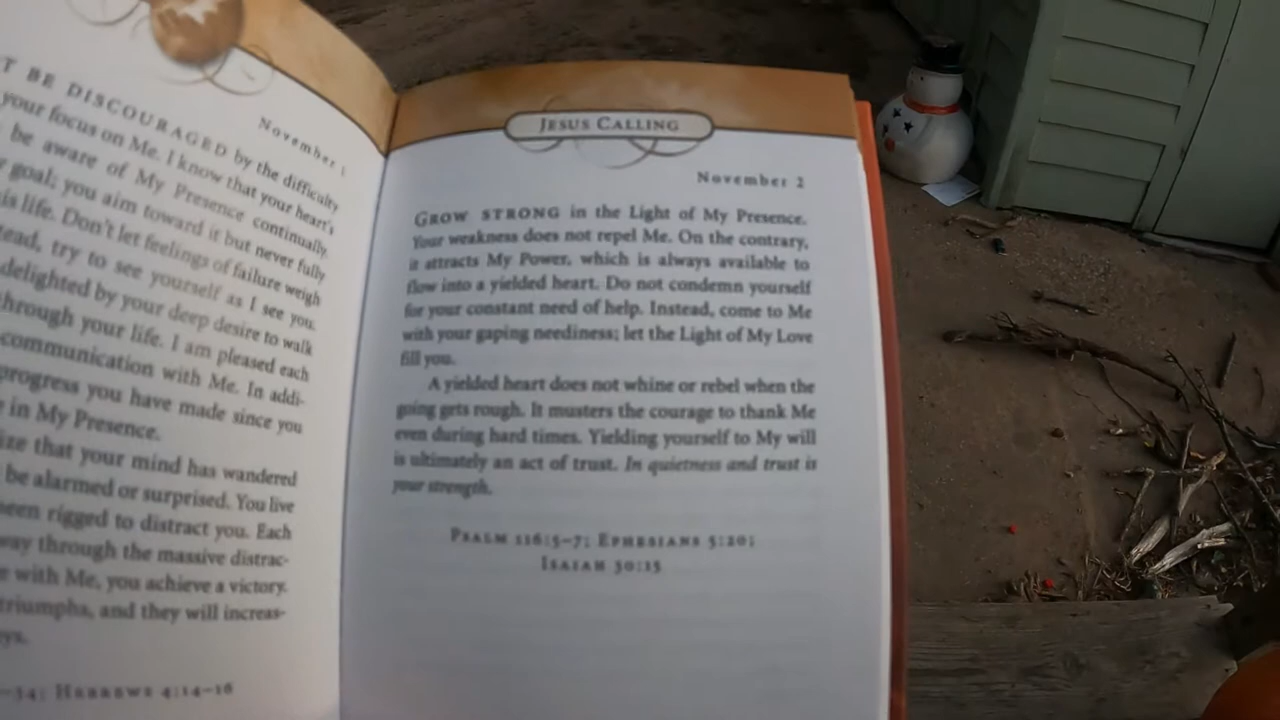 November 1
T BE DISCOURAGED by the difficulty
your focus on Me. I know that your heart's
be aware of My Presence continually.
goal; you aim toward it but never fully
is life. Don't let feelings of failure weigh
tead, try to see yourself as I see you.
delighted by your deep desire to walk
through your life. I am pleased each
communication with Me. In addi-
progress you have made since you
in My Presence.
ize that your mind has wandered
be alarmed or surprised. You live
been rigged to distract you. Each
way through the massive distrac-
with Me, you achieve a victory.
triumphs, and they will increas-
ys.
–34; HEBREWS 4:14–16
JESUS CALLING
November 2
GROW STRONG in the Light of My Presence.
Your weakness does not repel Me. On the contrary,
it attracts My Power, which is always available to
flow into a yielded heart. Do not condemn yourself
for your constant need of help. Instead, come to Me
with your gaping neediness; let the Light of My Love
fill you.
A yielded heart does not whine or rebel when the
going gets rough. It musters the courage to thank Me
even during hard times. Yielding yourself to My will
is ultimately an act of trust. In quietness and trust is
your strength.
PSALM 116:5–7; EPHESIANS 5:20;
ISAIAH 30:15